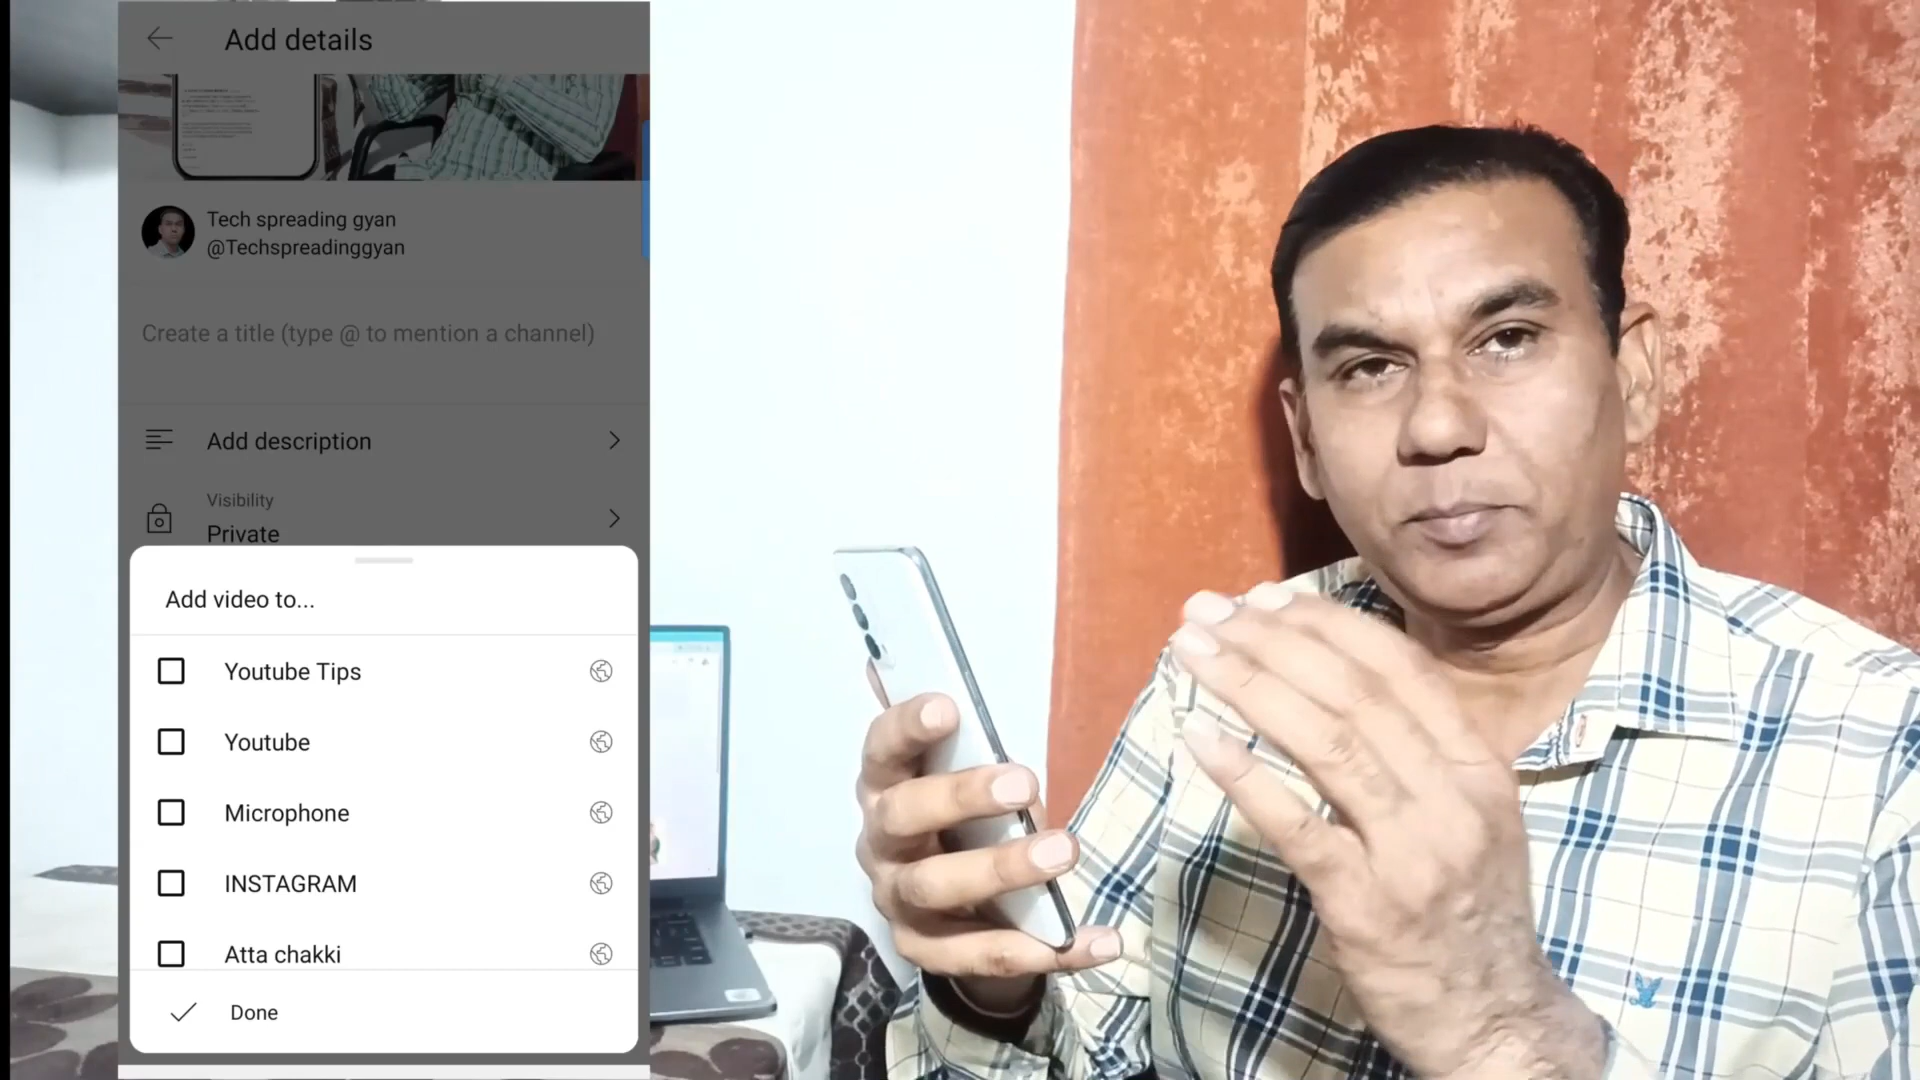 Add details
Tech spreading gyan
@Techspreadinggyan
Create a title (type @ to mention a channel)
Add description
Visibility
Private
Add video to...
Youtube Tips
Youtube
Microphone
INSTAGRAM
Atta chakki
Done